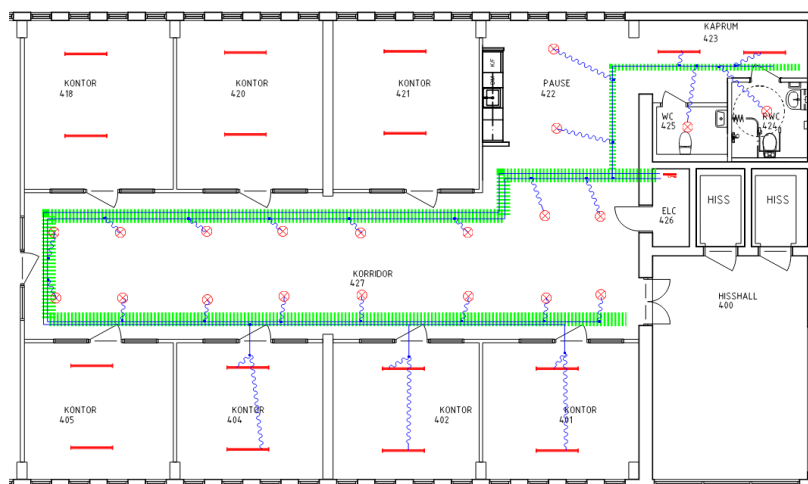 KAPRUM
423
KONTOR
418
KONTOR
420
KONTOR
421
PAUSE
422
K/F
DM
WC
425
RWC
424
ELC
426
HISS
HISS
KORRIDOR
427
HISSHALL
400
KONTOR
405
KONTOR
404
KONTOR
402
KONTOR
401